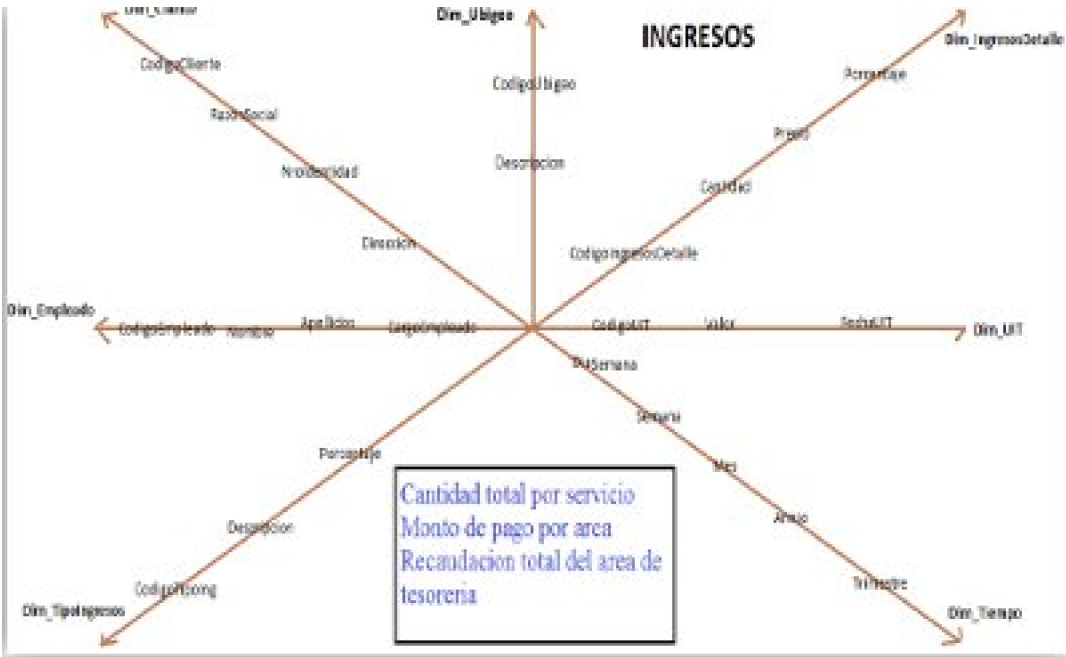 Dim_Cliente
Dim_Ubigeo
INGRESOS
Dim_IngresosDetalle
CodigoCliente
CodigoUbigeo
Porcentaje
RazonSocial
Precio
Descripcion
NroIdentidad
Cantidad
Direccion
CodigoIngresosDetalle
Dim_Empleado
CodigoEmpleado
Nombre
Apellidos
CargoEmpleado
CodigoUIT
Valor
FechaUIT
Dim_UIT
Semana
Mes
Porcentaje
Cantidad total por servicio
Monto de pago por area
Recaudacion total del area de
tesoreria
Descripcion
Trimestre
Dim_TipoIngresos
Dim_Tiempo